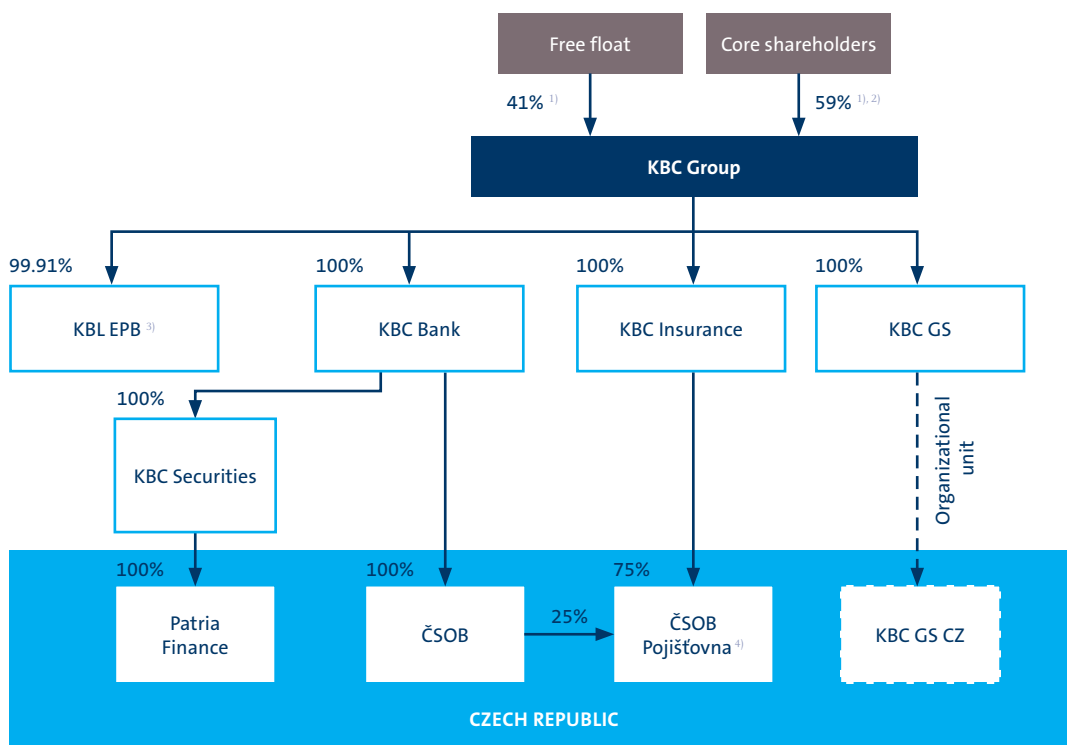 Free float
Core shareholders
41% 1)
59% 1), 2)
KBC Group
99.91%
100%
100%
100%
KBL EPB 3)
KBC Bank
KBC Insurance
KBC GS
100%
KBC Securities
Organizational
unit
100%
100%
75%
Patria
Finance
ČSOB
25%
ČSOB
Pojišťovna 4)
KBC GS CZ
CZECH REPUBLIC